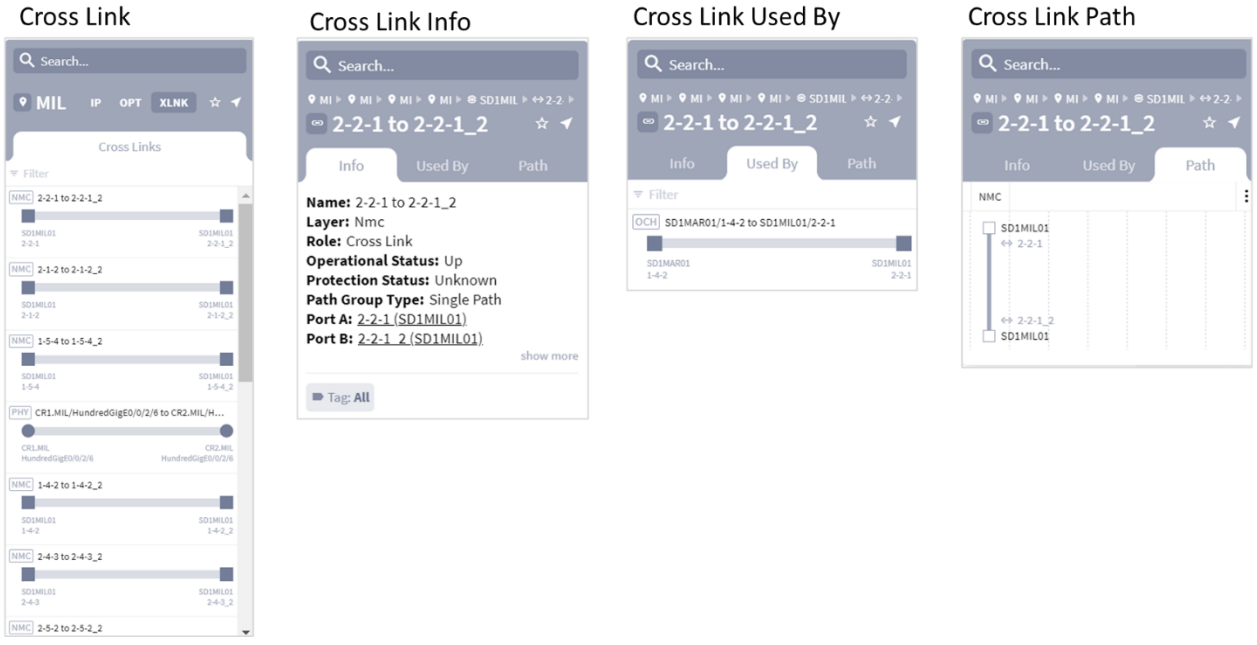 Cross Link
Search...
MIL IP OPT XLNK
Cross Links
Filter
NMC 2-2-1 to 2-2-1_2
SD1MIL01 SD1MIL01
2-2-1 2-2-1_2
NMC 2-1-2 to 2-1-2_2
SD1MIL01 SD1MIL01
2-1-2 2-1-2_2
NMC 1-5-4 to 1-5-4_2
SD1MIL01 SD1MIL01
1-5-4 1-5-4_2
PHY CR1.MIL/HundredGigE0/0/2/6 to CR2.MIL/H...
CR1.MIL CR2.MIL
HundredGigE0/0/2/6 HundredGigE0/0/2/6
NMC 1-4-2 to 1-4-2_2
SD1MIL01 SD1MIL01
1-4-2 1-4-2_2
NMC 2-4-3 to 2-4-3_2
SD1MIL01 SD1MIL01
2-4-3 2-4-3_2
NMC 2-5-2 to 2-5-2_2
Cross Link Info
Search...
MI MI MI MI SD1MIL 2-2-
2-2-1 to 2-2-1_2
Info Used By Path
Name: 2-2-1 to 2-2-1_2
Layer: Nmc
Role: Cross Link
Operational Status: Up
Protection Status: Unknown
Path Group Type: Single Path
Port A: 2-2-1 (SD1MIL01)
Port B: 2-2-1_2 (SD1MIL01)
show more
Tag: All
Cross Link Used By
Search...
MI MI MI MI SD1MIL 2-2-
2-2-1 to 2-2-1_2
Info Used By Path
Filter
OCH SD1MAR01/1-4-2 to SD1MIL01/2-2-1
SD1MAR01 SD1MIL01
1-4-2 2-2-1
Cross Link Path
Search...
MI MI MI MI SD1MIL 2-2-
2-2-1 to 2-2-1_2
Info Used By Path
NMC
SD1MIL01
2-2-1
2-2-1_2
SD1MIL01